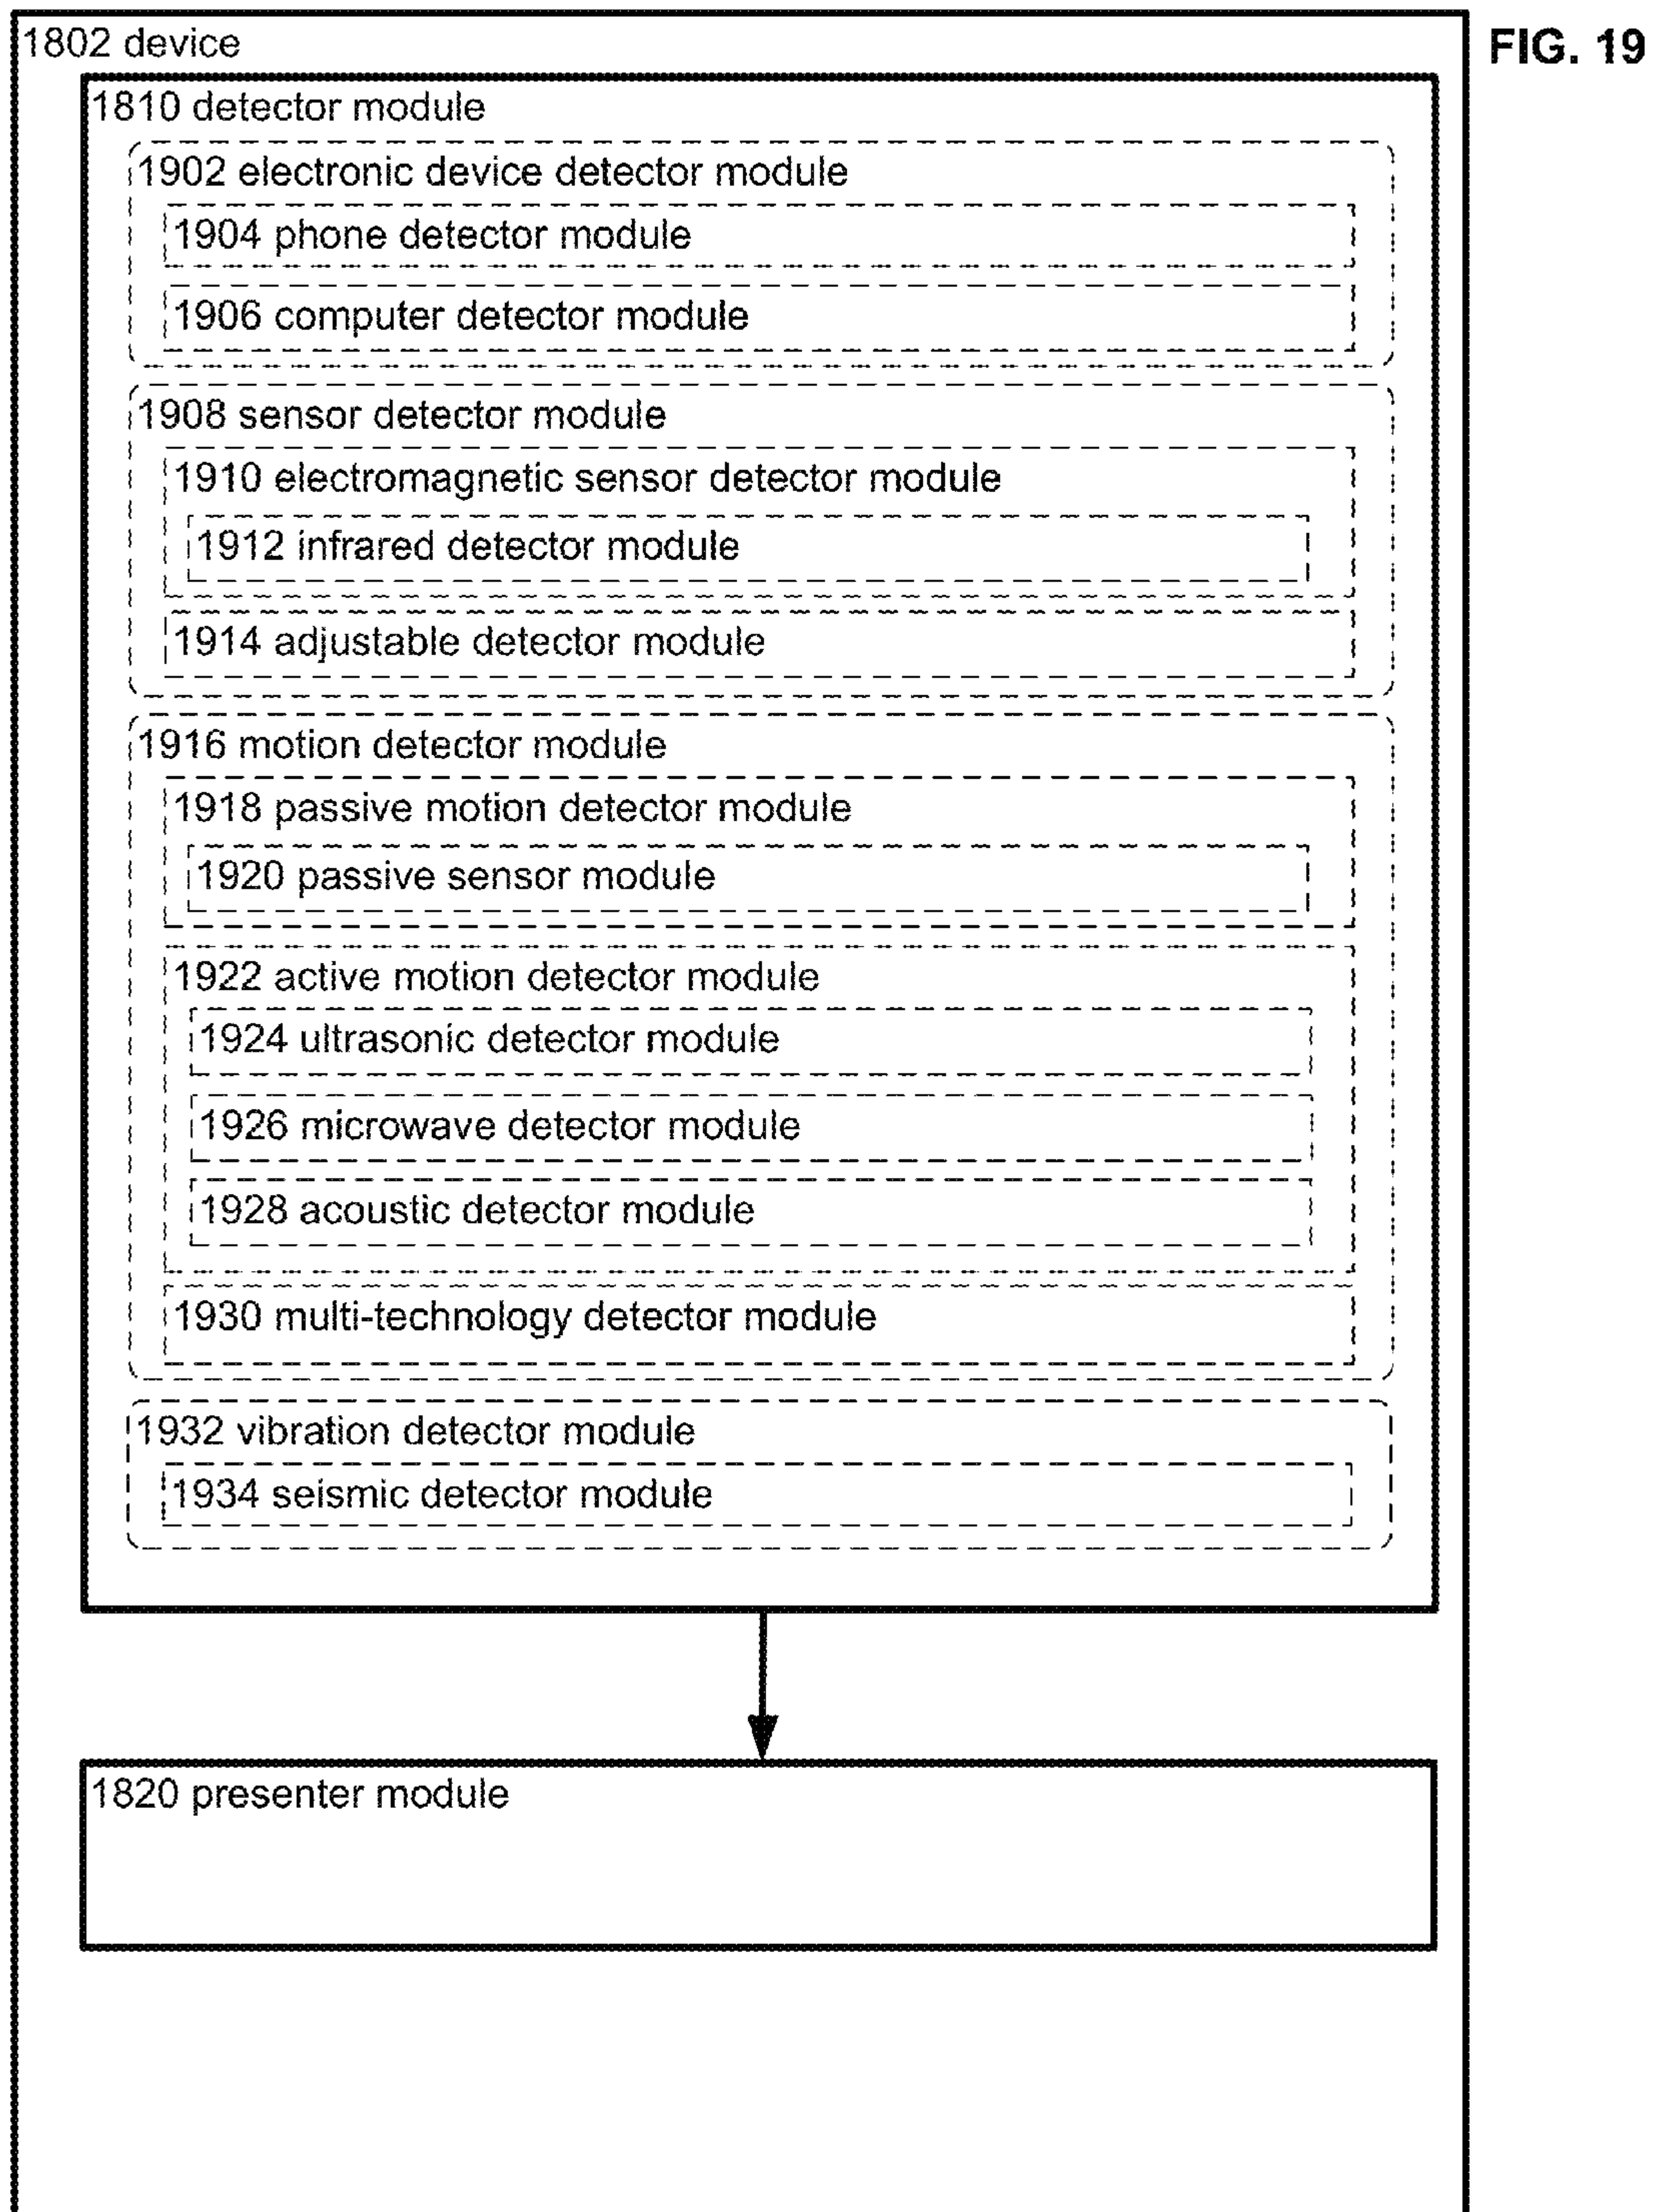 1802 device
FIG. 19
1810 detector module
1902 electronic device detector module
1904 phone detector module
1906 computer detector module
1908 sensor detector module
1910 electromagnetic sensor detector module
1912 infrared detector module
1914 adjustable detector module
1916 motion detector module
1918 passive motion detector module
1920 passive sensor module
1922 active motion detector module
1924 ultrasonic detector module
1926 microwave detector module
1928 acoustic detector module
1930 multi-technology detector module
1932 vibration detector module
1934 seismic detector module
1820 presenter module